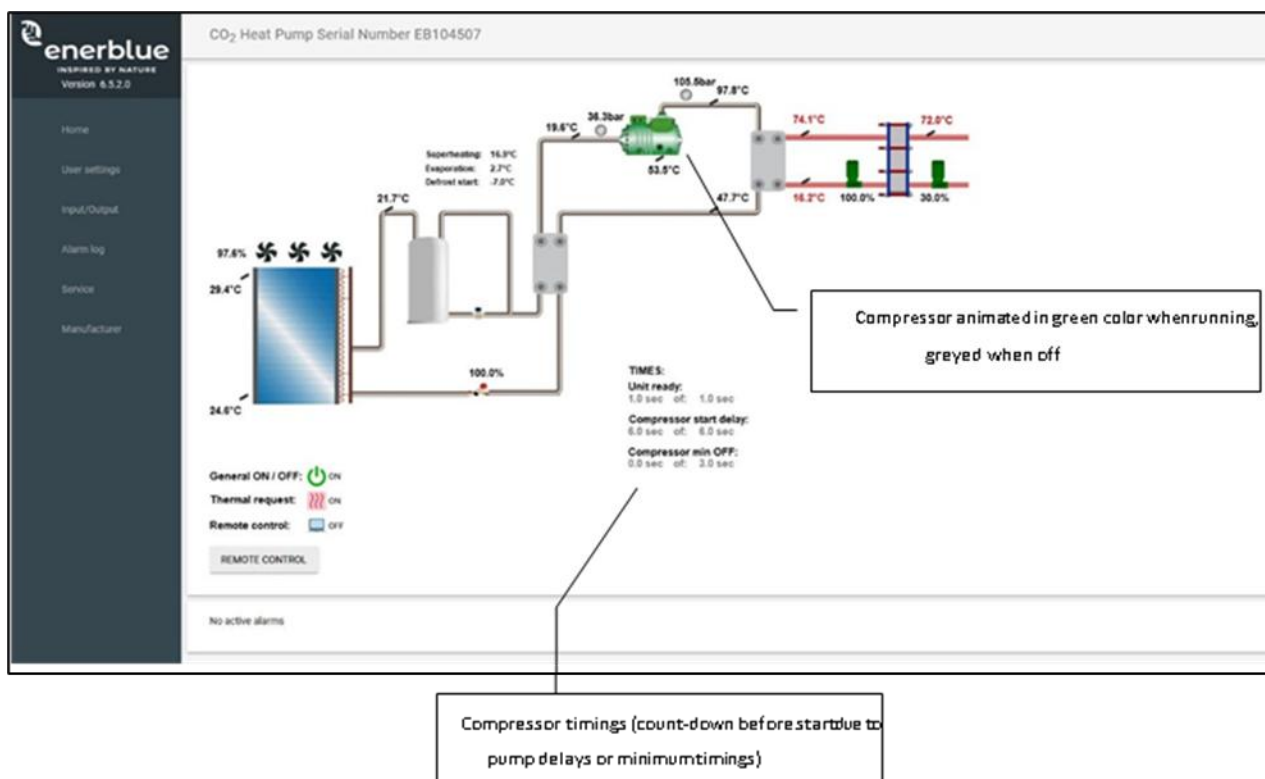 enerblue
INSPIRED BY NATURE
Version 6.5.2.0
Home
User settings
Input/Output
Alarm log
Service
Manufacturer
CO₂ Heat Pump Serial Number EB104507
105.5bar
97.8°C
36.3bar
19.6°C
53.5°C
74.1°C
72.0°C
16.2°C
100.0%
30.0%
47.7°C
Superheating: 16.9°C
Evaporation: 2.7°C
Defrost start: -7.0°C
21.7°C
97.6%
29.4°C
24.6°C
100.0%
TIMES:
Unit ready:
1.0 sec of: 1.0 sec
Compressor start delay:
6.0 sec of: 6.0 sec
Compressor min OFF:
0.0 sec of: 3.0 sec
General ON / OFF: ON
Thermal request: ON
Remote control: OFF
REMOTE CONTROL
No active alarms
Compressor animated in green color whenrunning,
greyed when off
Compressor timings (count-down before startdue to
pump delays or minimumtimings)